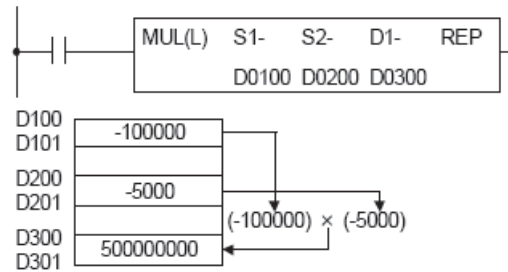 MUL(L) S1- S2- D1- REP
D0100 D0200 D0300
D100
D101
-100000
D200
D201
-5000
(-100000) × (-5000)
D300
D301
500000000